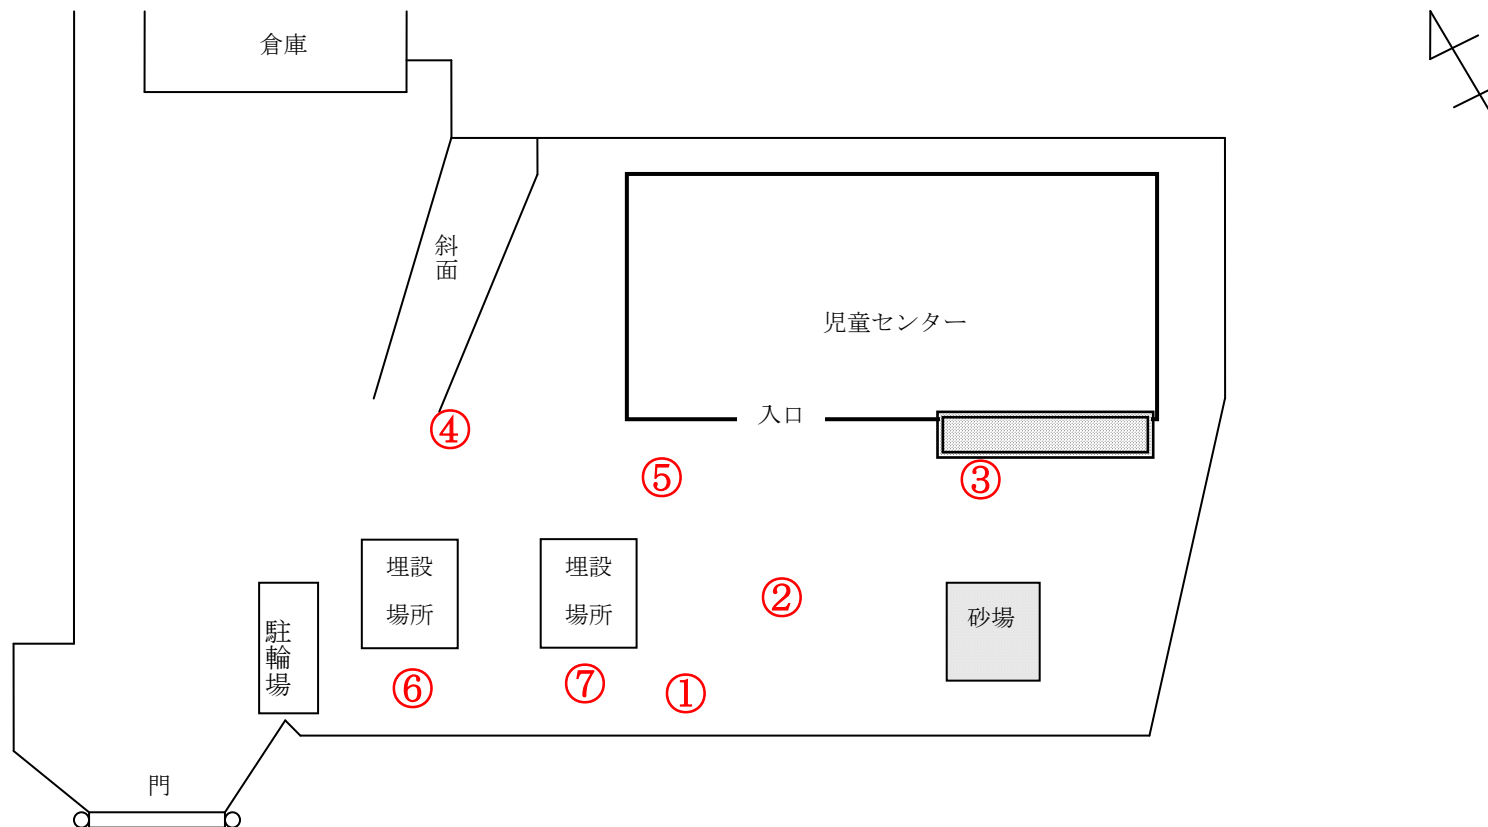 倉庫
斜面
児童センター
入口
④
⑤
③
埋設
場所
埋設
場所
②
砂場
駐輪場
⑥
⑦
①
門